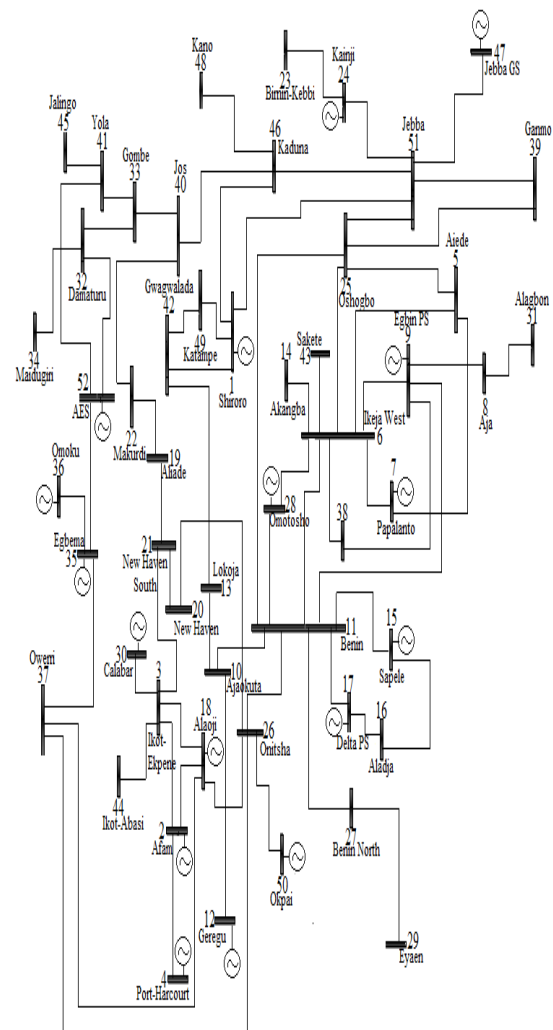 47
Jebba GS
Kano
48
23
Birnin-Kebbi
Kainji
24
Jalingo
45
Yola
41
Gombe
33
Jos
40
46
Kaduna
Jebba
51
Ganmo
39
32
Damaturu
Gwagwalada
42
49
Katampe
1
Shiroro
25
Oshogbo
Aiede
5
Egbin PS
9
Alagbon
31
34
Maidugiri
52
AES
Sakete
43
14
Akangba
Ikeja West
6
8
Aja
22
Makurdi
19
Aliade
Omoku
36
7
Papalanto
28
Omotosho
38
Egbema
35
21
New Haven
South
20
New Haven
Lokoja
13
11
Benin
15
Sapele
30
Calabar
3
Ikot-
Ekpene
10
Ajaokuta
Owerri
37
18
Alaoji
26
Onitsha
17
Delta PS
16
Aladja
44
Ikot-Abasi
2
Afam
27
Benin North
50
Okpai
12
Geregu
29
Eyaen
4
Port-Harcourt